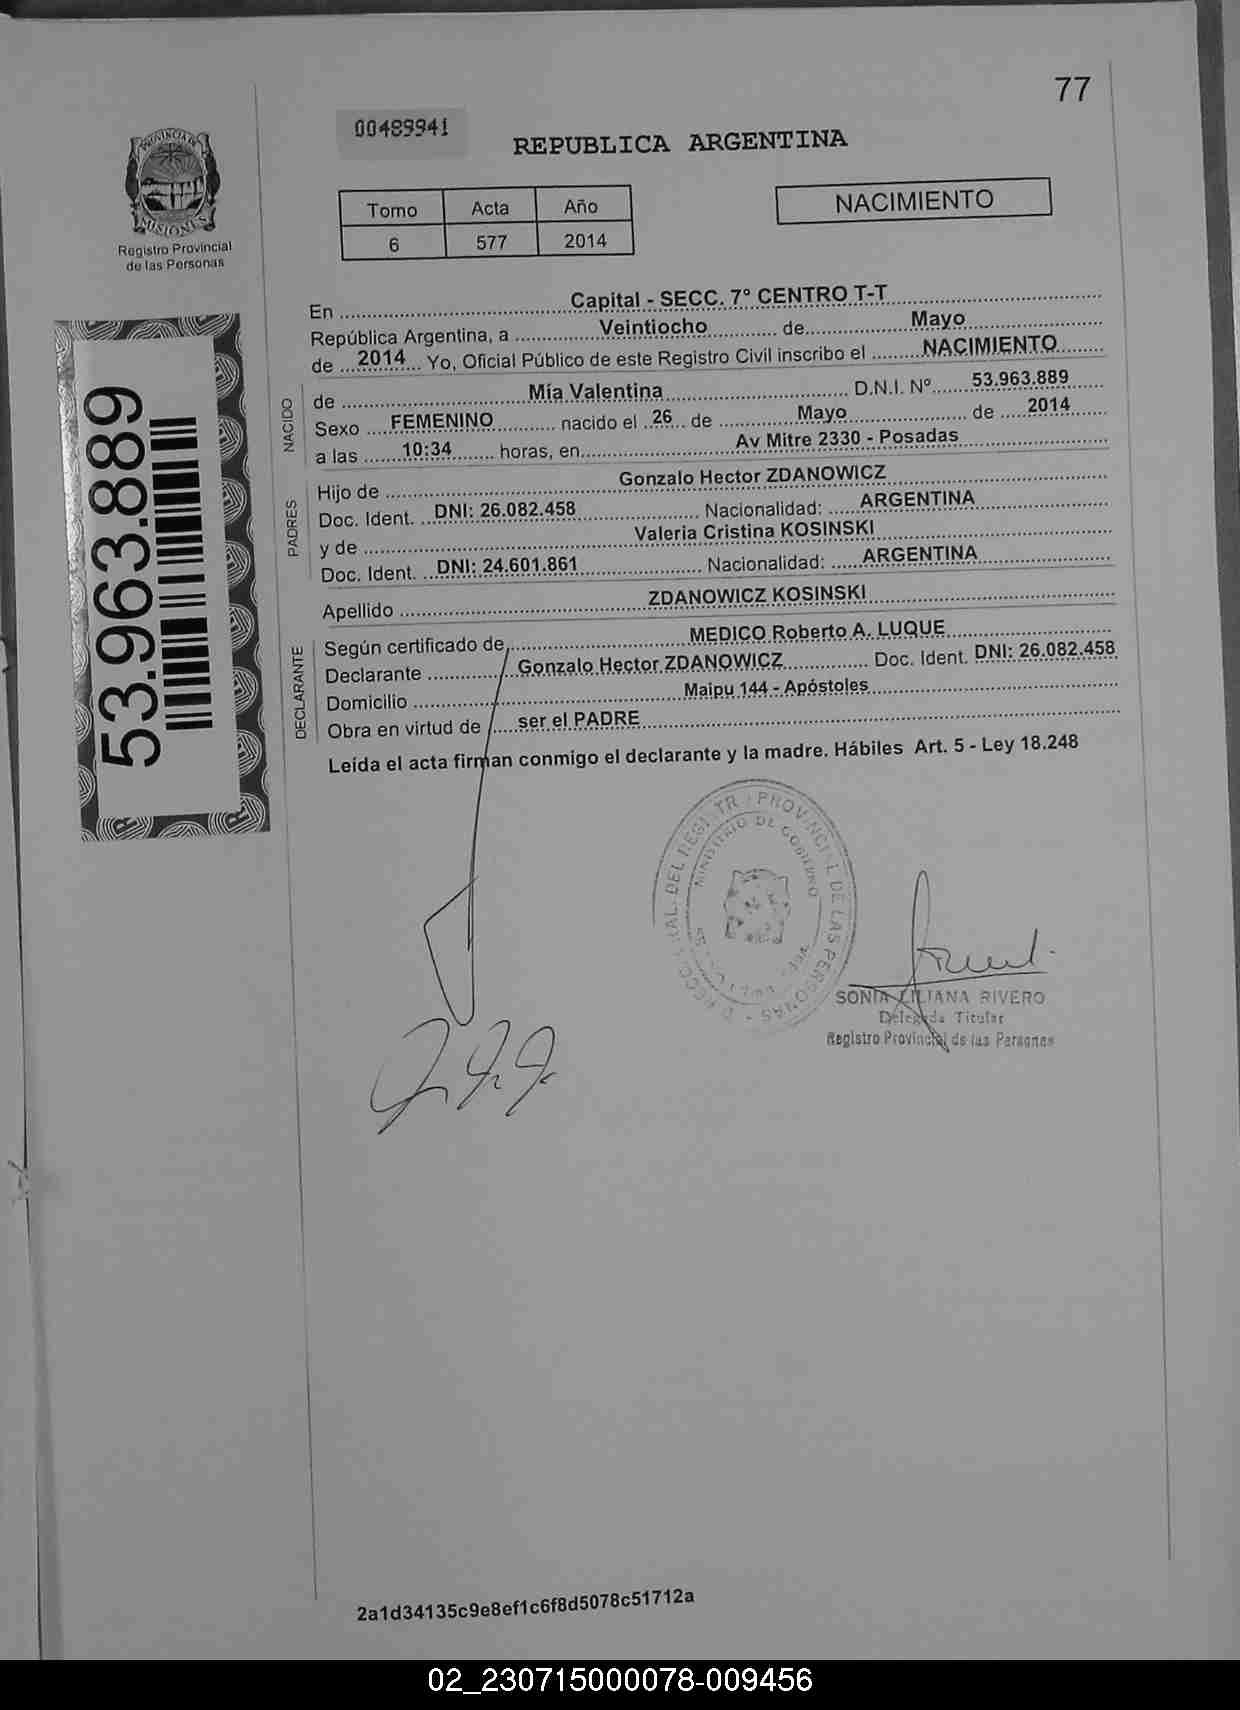 77
00489941
REPUBLICA ARGENTINA
PROVINCIA DE
MISIONES
Registro Provincial
de las Personas
Tomo Acta Año
6 577 2014
NACIMIENTO
En Capital - SECC. 7° CENTRO T-T
República Argentina, a Veintiocho de Mayo
de 2014 Yo, Oficial Público de este Registro Civil inscribo el NACIMIENTO
NACIDO
de Mía Valentina D.N.I. Nº 53.963.889
Sexo FEMENINO nacido el 26 de Mayo de 2014
a las 10:34 horas, en Av Mitre 2330 - Posadas
PADRES
Hijo de Gonzalo Hector ZDANOWICZ
Doc. Ident. DNI: 26.082.458 Nacionalidad: ARGENTINA
y de Valeria Cristina KOSINSKI
Doc. Ident. DNI: 24.601.861 Nacionalidad: ARGENTINA
Apellido ZDANOWICZ KOSINSKI
DECLARANTE
Según certificado de MEDICO Roberto A. LUQUE
Declarante Gonzalo Hector ZDANOWICZ Doc. Ident. DNI: 26.082.458
Domicilio Maipu 144 - Apóstoles
Obra en virtud de ser el PADRE
Leída el acta firman conmigo el declarante y la madre. Hábiles Art. 5 - Ley 18.248
53.963.889
PROVINCIAL DE LAS PERSONAS
MINISTERIO DE GOBIERNO
SONIA LILIANA RIVERO
Delegada Titular
Registro Provincial de las Personas
2a1d34135c9e8ef1c6f8d5078c51712a
02_230715000078-009456